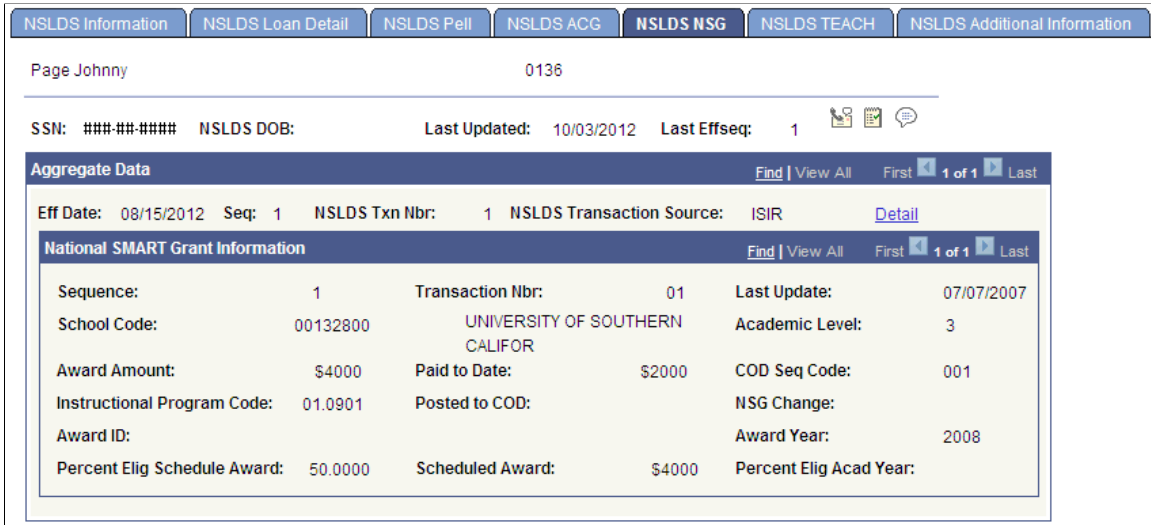 NSLDS Information NSLDS Loan Detail NSLDS Pell NSLDS ACG NSLDS NSG NSLDS TEACH NSLDS Additional Information
Page Johnny 0136
SSN: ###-##-#### NSLDS DOB: Last Updated: 10/03/2012 Last Effseq: 1
Aggregate Data Find | View All First 1 of 1 Last
Eff Date: 08/15/2012 Seq: 1 NSLDS Txn Nbr: 1 NSLDS Transaction Source: ISIR Detail
National SMART Grant Information Find | View All First 1 of 1 Last
Sequence: 1 Transaction Nbr: 01 Last Update: 07/07/2007
School Code: 00132800 UNIVERSITY OF SOUTHERN Academic Level: 3
CALIFOR
Award Amount: $4000 Paid to Date: $2000 COD Seq Code: 001
Instructional Program Code: 01.0901 Posted to COD: NSG Change:
Award ID: Award Year: 2008
Percent Elig Schedule Award: 50.0000 Scheduled Award: $4000 Percent Elig Acad Year: